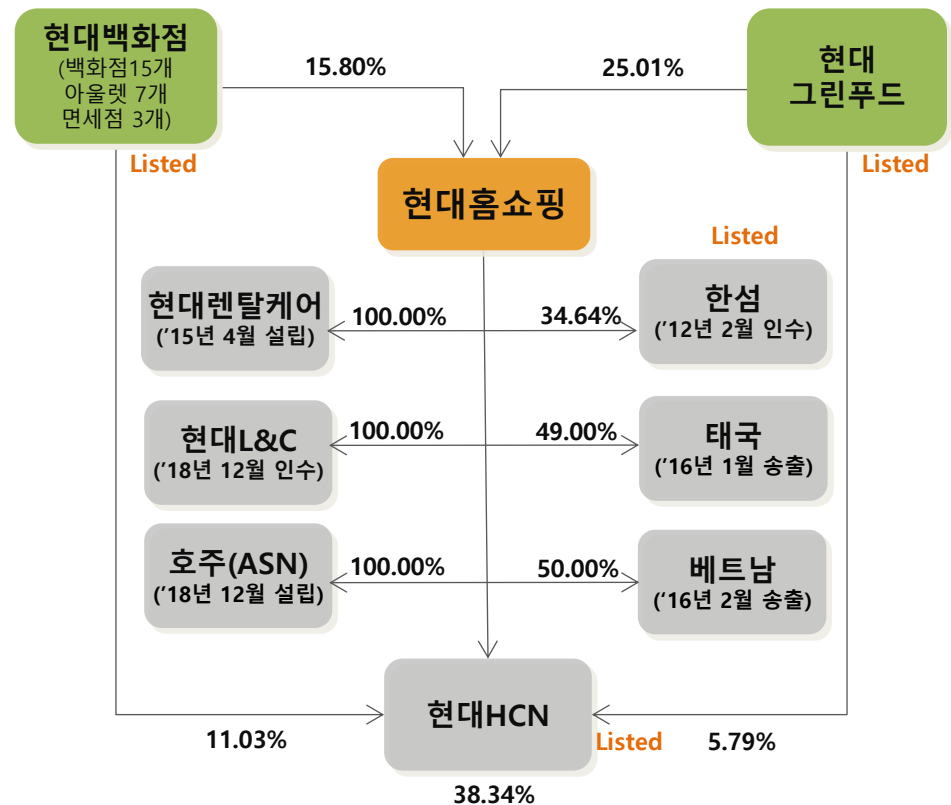 현대백화점
(백화점15개
아울렛 7개
면세점 3개)
15.80%
25.01%
현대
그린푸드
Listed
Listed
현대홈쇼핑
Listed
현대렌탈케어
(’15년 4월 설립)
100.00%
34.64%
한섬
(’12년 2월 인수)
현대L&C
(’18년 12월 인수)
100.00%
49.00%
태국
(’16년 1월 송출)
호주(ASN)
(’18년 12월 설립)
100.00%
50.00%
베트남
(‘16년 2월 송출)
현대HCN
11.03%
Listed
5.79%
38.34%